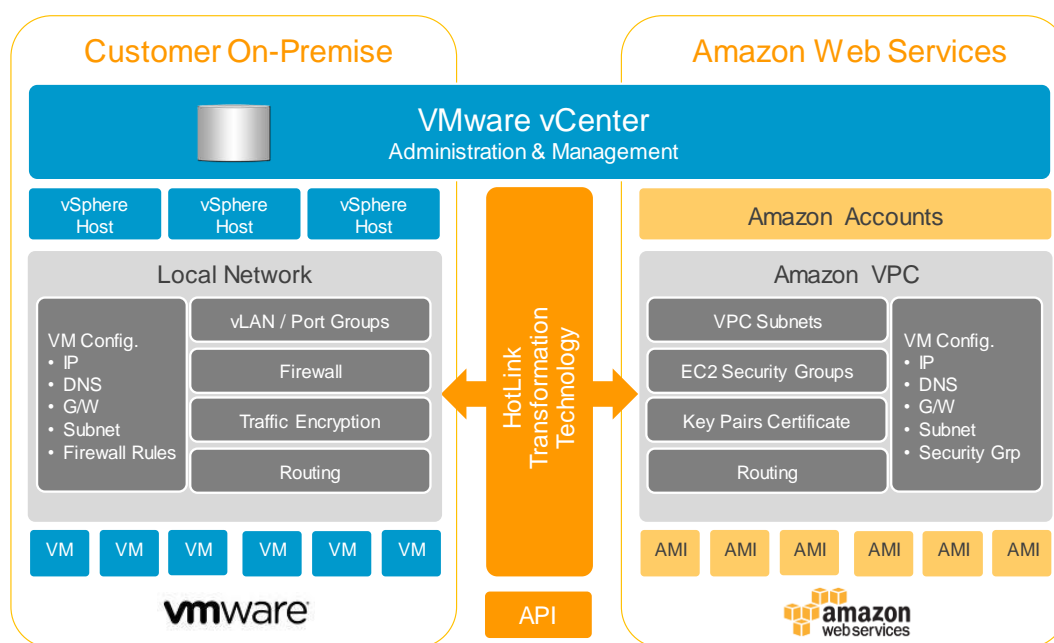 Customer On-Premise
Amazon Web Services
VMware vCenter
Administration & Management
vSphere
Host
vSphere
Host
vSphere
Host
Amazon Accounts
Local Network
VM Config.
• IP
• DNS
• G/W
• Subnet
• Firewall Rules
vLAN / Port Groups
Firewall
Traffic Encryption
Routing
HotLink
Transformation
Technology
Amazon VPC
VPC Subnets
EC2 Security Groups
Key Pairs Certificate
Routing
VM Config.
• IP
• DNS
• G/W
• Subnet
• Security Grp
VM
VM
VM
VM
VM
VM
AMI
AMI
AMI
AMI
AMI
AMI
vmware
API
amazon
webservices